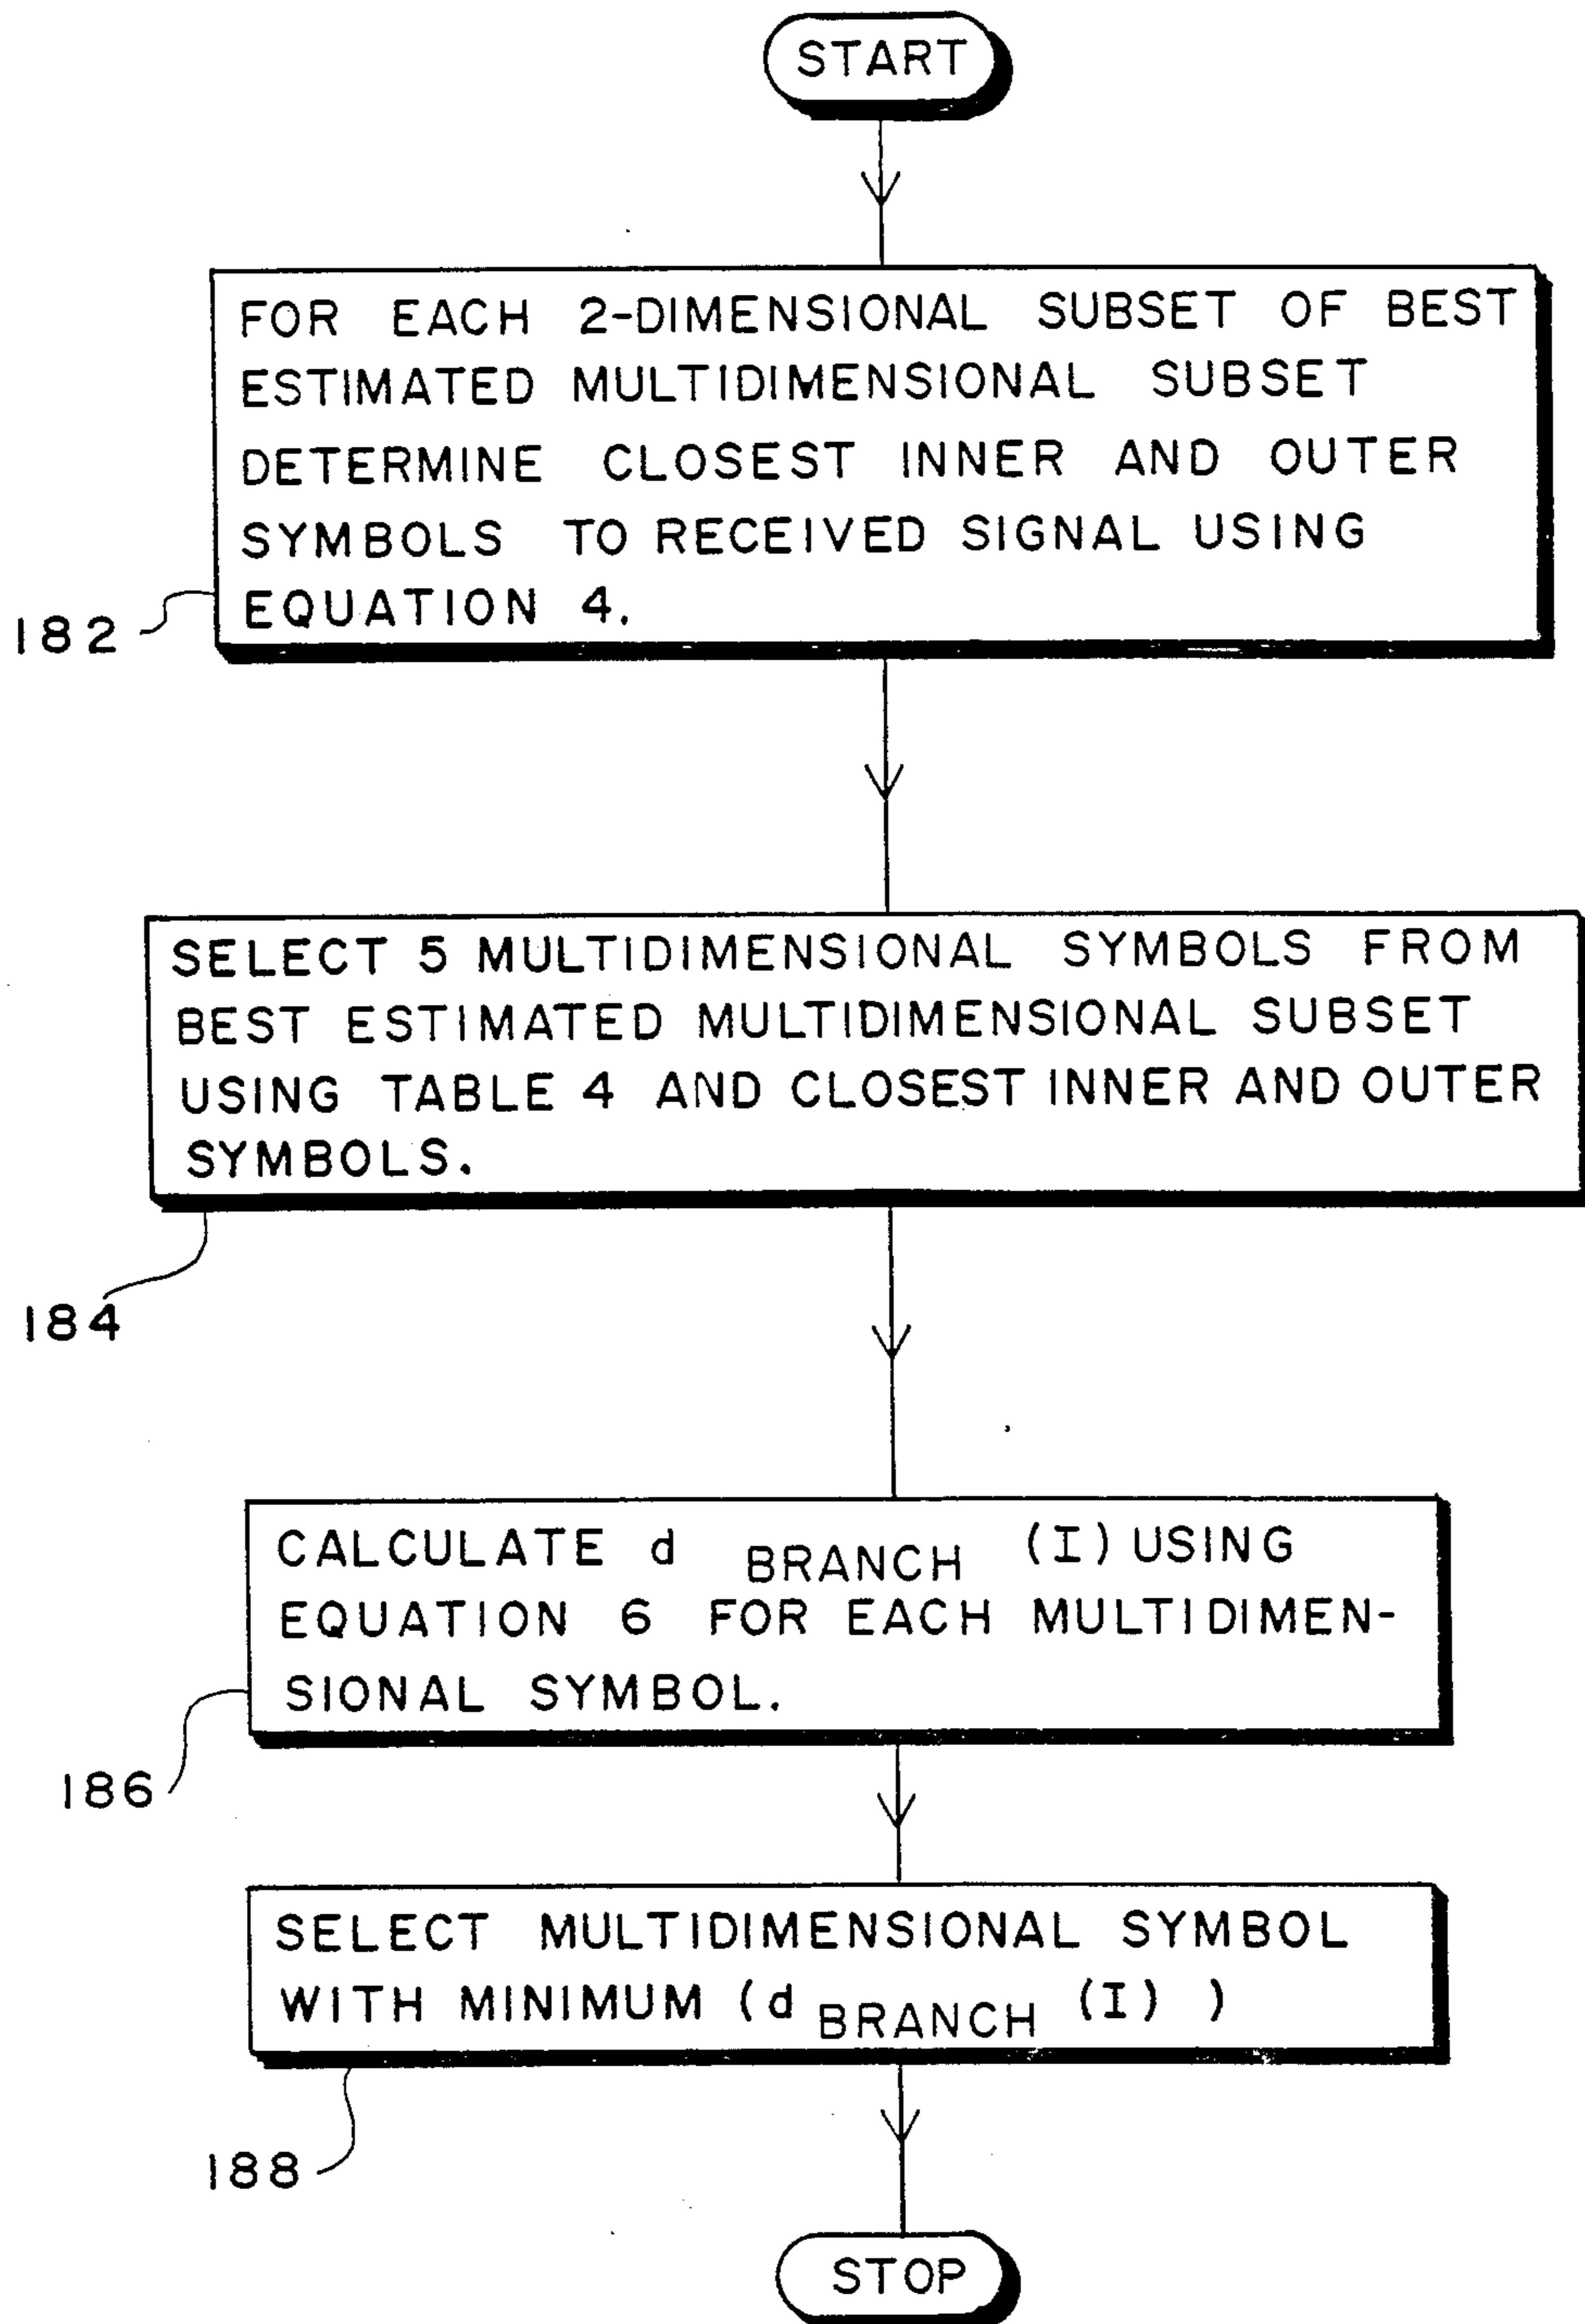 START
FOR EACH 2-DIMENSIONAL SUBSET OF BEST
ESTIMATED MULTIDIMENSIONAL SUBSET
DETERMINE CLOSEST INNER AND OUTER
SYMBOLS TO RECEIVED SIGNAL USING
EQUATION 4.
182
SELECT 5 MULTIDIMENSIONAL SYMBOLS FROM
BEST ESTIMATED MULTIDIMENSIONAL SUBSET
USING TABLE 4 AND CLOSEST INNER AND OUTER
SYMBOLS.
184
CALCULATE d BRANCH (I) USING
EQUATION 6 FOR EACH MULTIDIMEN-
SIONAL SYMBOL.
186
SELECT MULTIDIMENSIONAL SYMBOL
WITH MINIMUM (d BRANCH (I) )
188
STOP